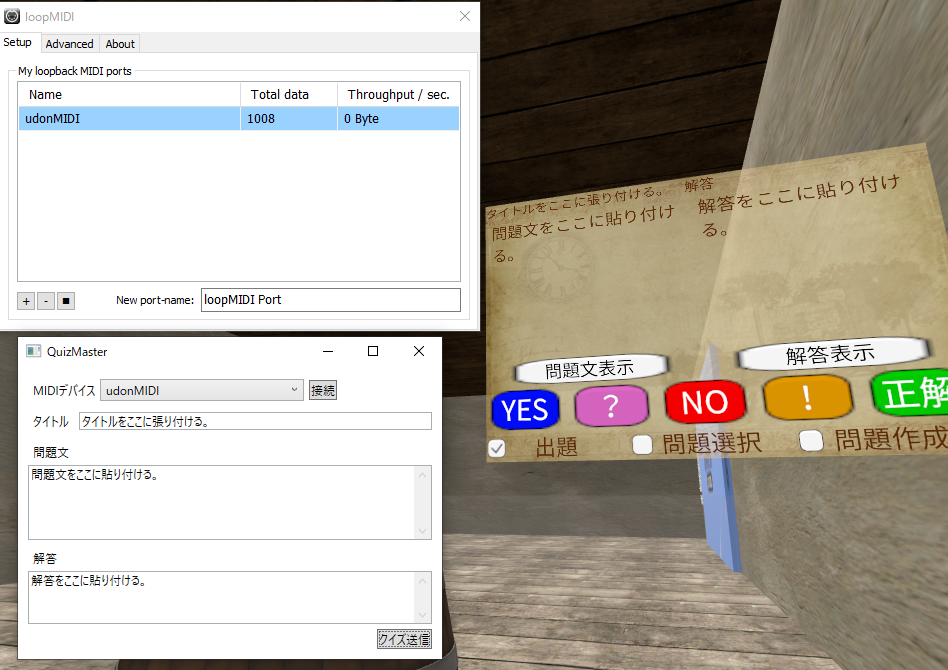 loopMIDI
Setup Advanced About
My loopback MIDI ports
Name Total data Throughput / sec.
udonMIDI 1008 0 Byte
+ - ■ New port-name: loopMIDI Port
QuizMaster
MIDIデバイス udonMIDI 接続
タイトル タイトルをここに張り付ける。
問題文
問題文をここに貼り付ける。
解答
解答をここに貼り付ける。
クイズ送信
タイトルをここに張り付ける。 解答
問題文をここに貼り付け
る。
解答をここに貼り付け
る。
問題文表示 解答表示
YES ? NO ! 正解
出題 問題選択 問題作成